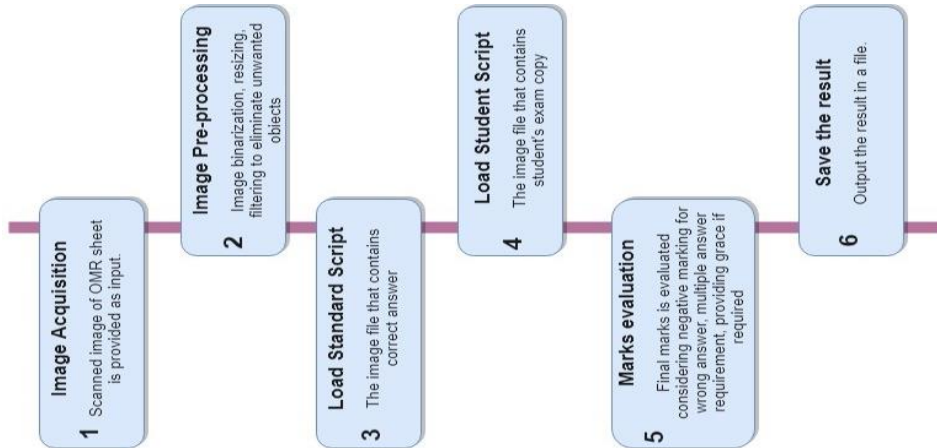 1
Image Acquisition
Scanned image of OMR sheet
is provided as input.
2
Image Pre-processing
Image binarization, resizing,
filtering to eliminate unwanted
objects
3
Load Standard Script
The image file that contains
correct answer
4
Load Student Script
The image file that contains
student's exam copy
5
Marks evaluation
Final marks is evaluated
considering negative marking for
wrong answer, multiple answer
requirement, providing grace if
required
6
Save the result
Output the result in a file.